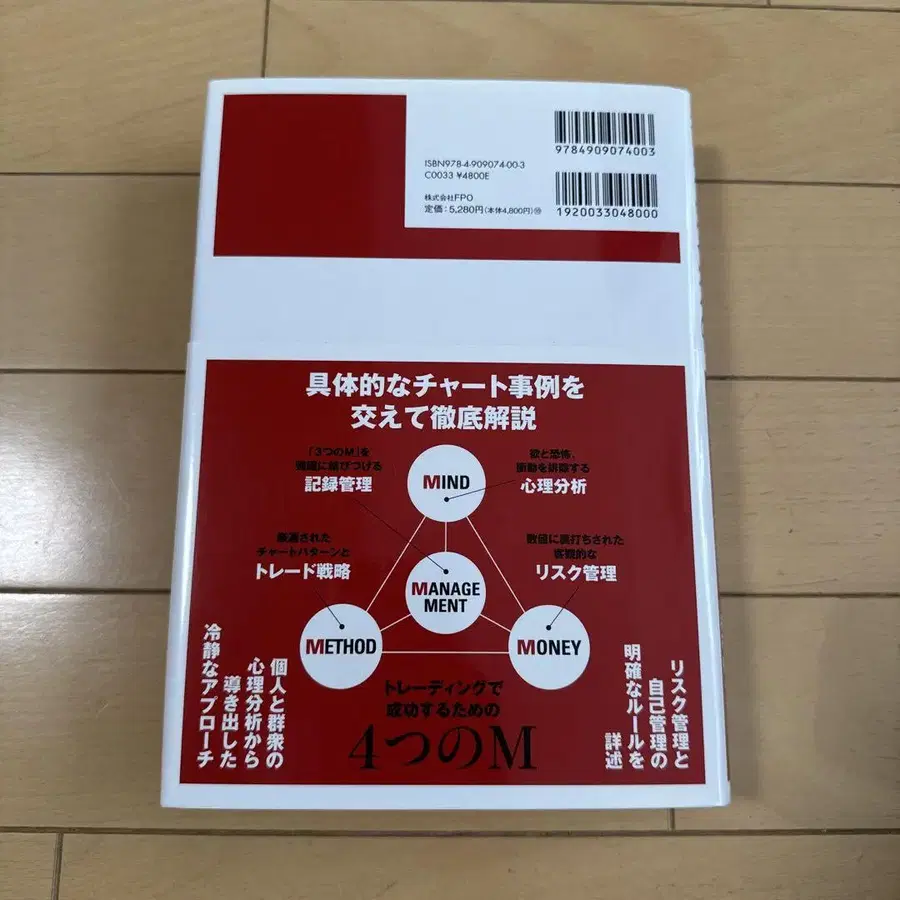 9784909074003
ISBN978-4-909074-00-3
C0033 ¥4800E
株式会社FPO
定価:5,280円(本体4,800円)⑩
1920033048000
具体的なチャート事例を
交えて徹底解説
「3つのM」を
強固に結びつける
記録管理
MIND
欲と恐怖、
衝動を排除する
心理分析
厳選された
チャートパターンと
トレード戦略
MANAGE
MENT
数値に裏打ちされた
客観的な
リスク管理
METHOD
MONEY
トレーディングで
成功するための
4つのM
リスク管理と
自己管理の
明確なルールを
詳述
個人と群衆の
心理分析から
導き出した
冷静なアプローチ